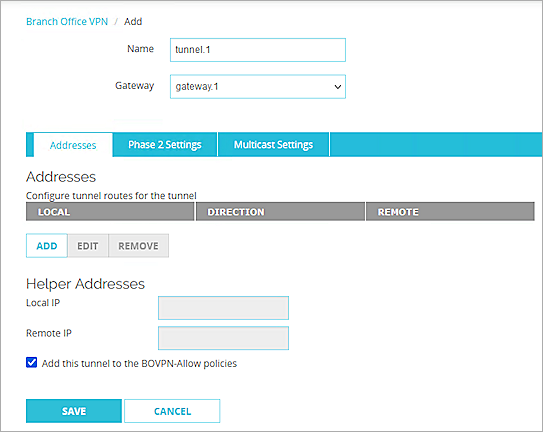 Branch Office VPN / Add
Name tunnel.1
Gateway gateway.1
Addresses Phase 2 Settings Multicast Settings
Addresses
Configure tunnel routes for the tunnel
LOCAL DIRECTION REMOTE
ADD EDIT REMOVE
Helper Addresses
Local IP
Remote IP
Add this tunnel to the BOVPN-Allow policies
SAVE CANCEL